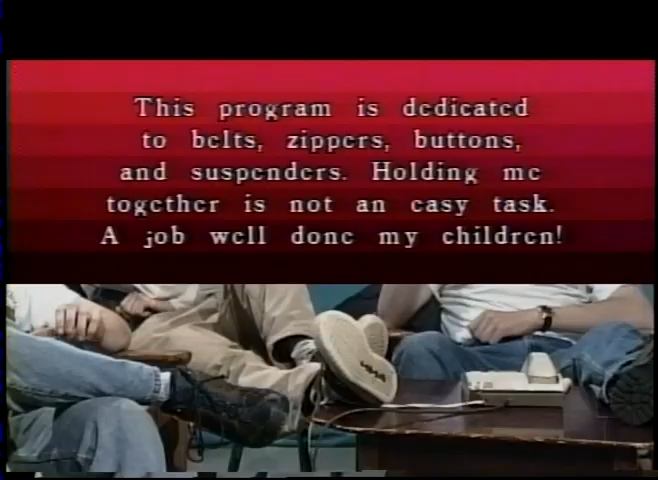 This program is dedicated
to belts, zippers, buttons,
and suspenders. Holding me
together is not an easy task.
A job well done my children!